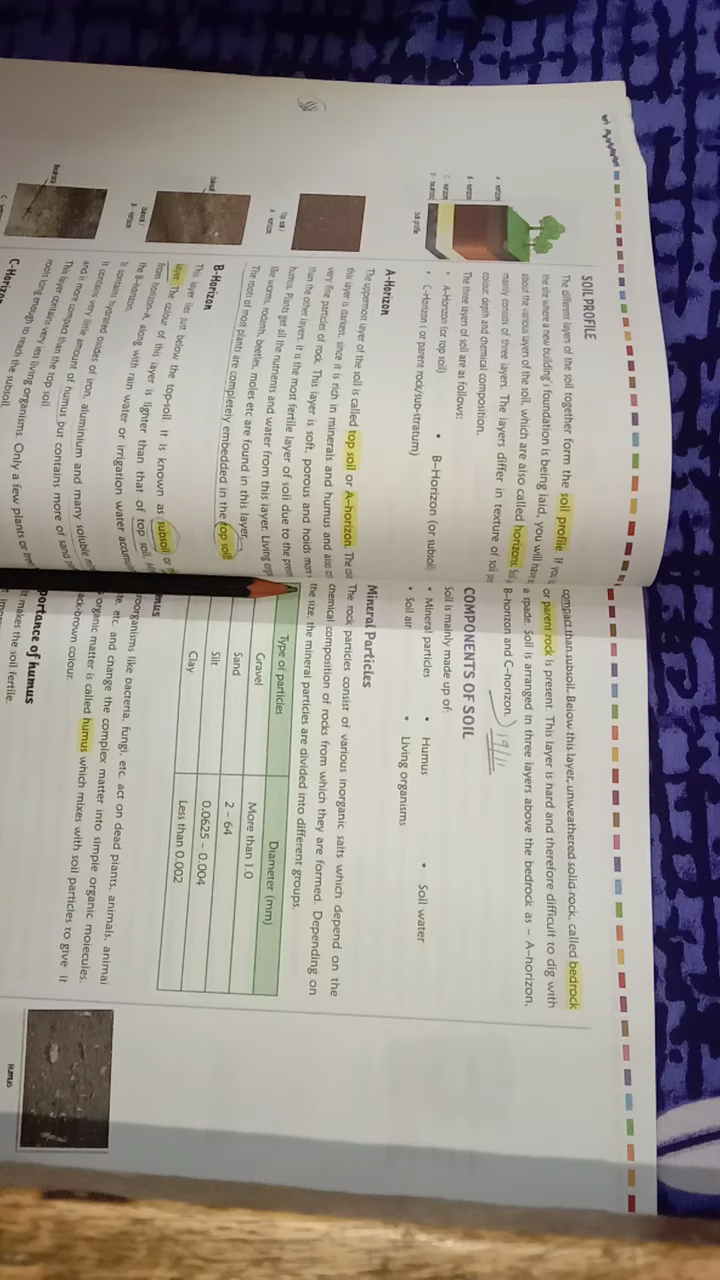 SOIL PROFILE
The different layers of the soil together form the soil profile. If you
the site where a new building's foundation is being laid, you will have
about the various layers of the soil, which are also called horizons. Soil
mainly consists of three layers. The layers differ in texture of soil
colour depth and chemical composition.
The three layers of soil are as follows:
• A-Horizon (or top soil) • B-Horizon (or subsoil)
• C-Horizon (or parent rock/sub-stratum)
A - HORIZON
B - HORIZON
C - HORIZON
Soil profile
A-Horizon
The uppermost layer of the soil is called top soil or A-horizon. The
this layer is darkest, since it is rich in minerals and humus and also
very fine particles of rock. This layer is soft, porous and holds more
than the other layers. It is the most fertile layer of soil due to the
humus. Plants get all the nutrients and water from this layer. Living
like worms, rodents, beetles, moles etc are found in this layer.
The roots of most plants are completely embedded in the top soil.
Top soil /
A - HORIZON
B-Horizon
This layer lies just below the top-soil. It is known as subsoil or
layer. The colour of this layer is lighter than that of top soil.
from horizon-A, along with rain water or irrigation water
the B-horizon.
It contains hydrated oxides of iron, aluminium and many soluble
and very little amount of humus but contains more of sand
This layer is more compact than the top soil.
contains very less living organisms. Only a few plants or
roots long enough to reach the subsoil.
Subsoil
Subsoil /
B - HORIZON
C-Horizon
Bedrock
compact than subsoil. Below this layer, unweathered solid rock, called bedrock
or parent rock is present. This layer is hard and therefore difficult to dig with
a spade. Soil is arranged in three layers above the bedrock as – A-horizon,
B-horizon and C-horizon.
19/11
COMPONENTS OF SOIL
Soil is mainly made up of:
• Mineral particles • Humus • Soil water
• Soil air • Living organisms
Mineral Particles
The rock particles consist of various inorganic salts which depend on the
chemical composition of rocks from which they are formed. Depending on
the size, the mineral particles are divided into different groups.
Type of particles Diameter (mm)
Gravel More than 1.0
Sand 2 – 64
Silt 0.0625 – 0.004
Clay Less than 0.002
mus
roorganisms like bacteria, fungi, etc. act on dead plants, animals, animal
te, etc. and change the complex matter into simple organic molecules.
organic matter is called humus which mixes with soil particles to give it
ack-brown colour.
Humus
portance of humus
It makes the soil fertile.